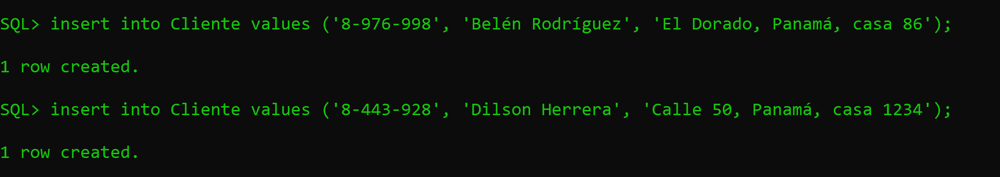 SQL> insert into Cliente values ('8-976-998', 'Belén Rodríguez', 'El Dorado, Panamá, casa 86');
1 row created.
SQL> insert into Cliente values ('8-443-928', 'Dilson Herrera', 'Calle 50, Panamá, casa 1234');
1 row created.